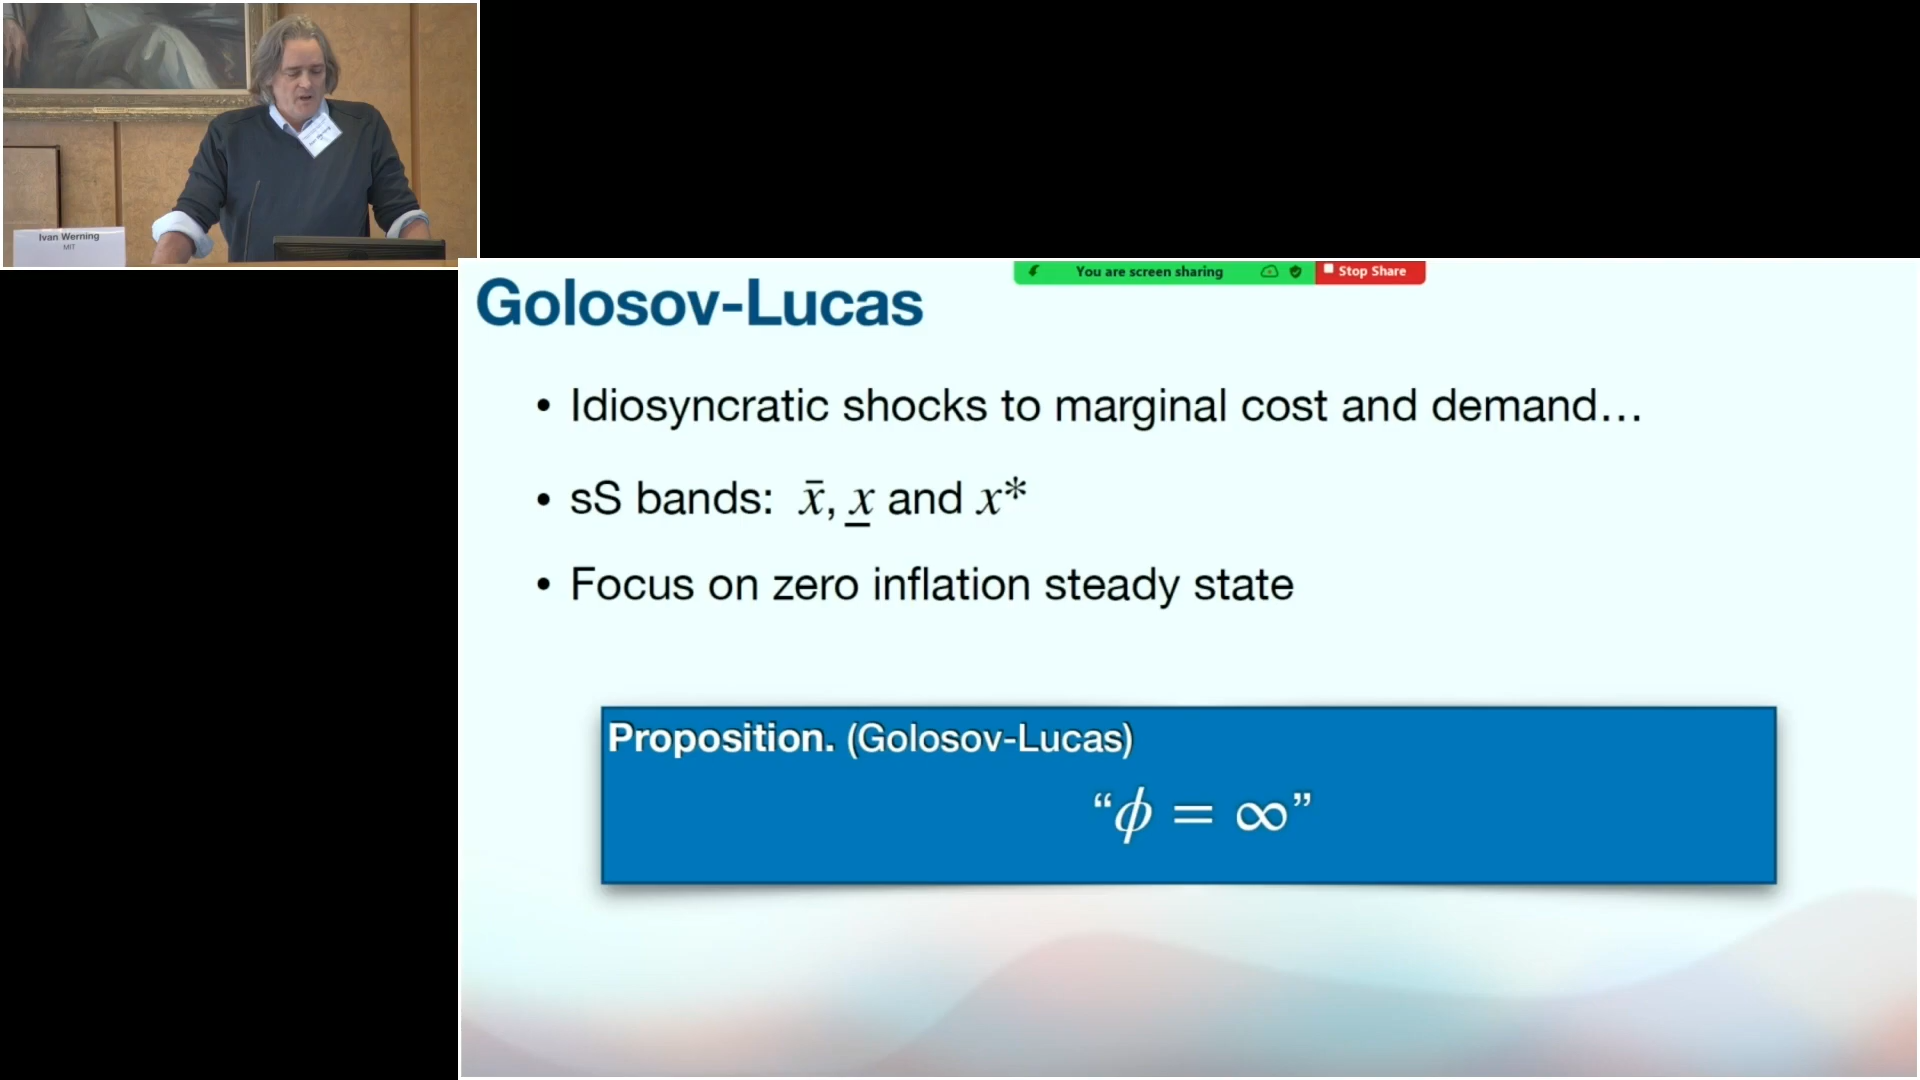 Ivan Werning
MIT
You are screen sharing
Stop Share
Golosov-Lucas
• Idiosyncratic shocks to marginal cost and demand…
• sS bands: x̄, x̲ and x*
• Focus on zero inflation steady state
Proposition. (Golosov-Lucas)
“ϕ = ∞”